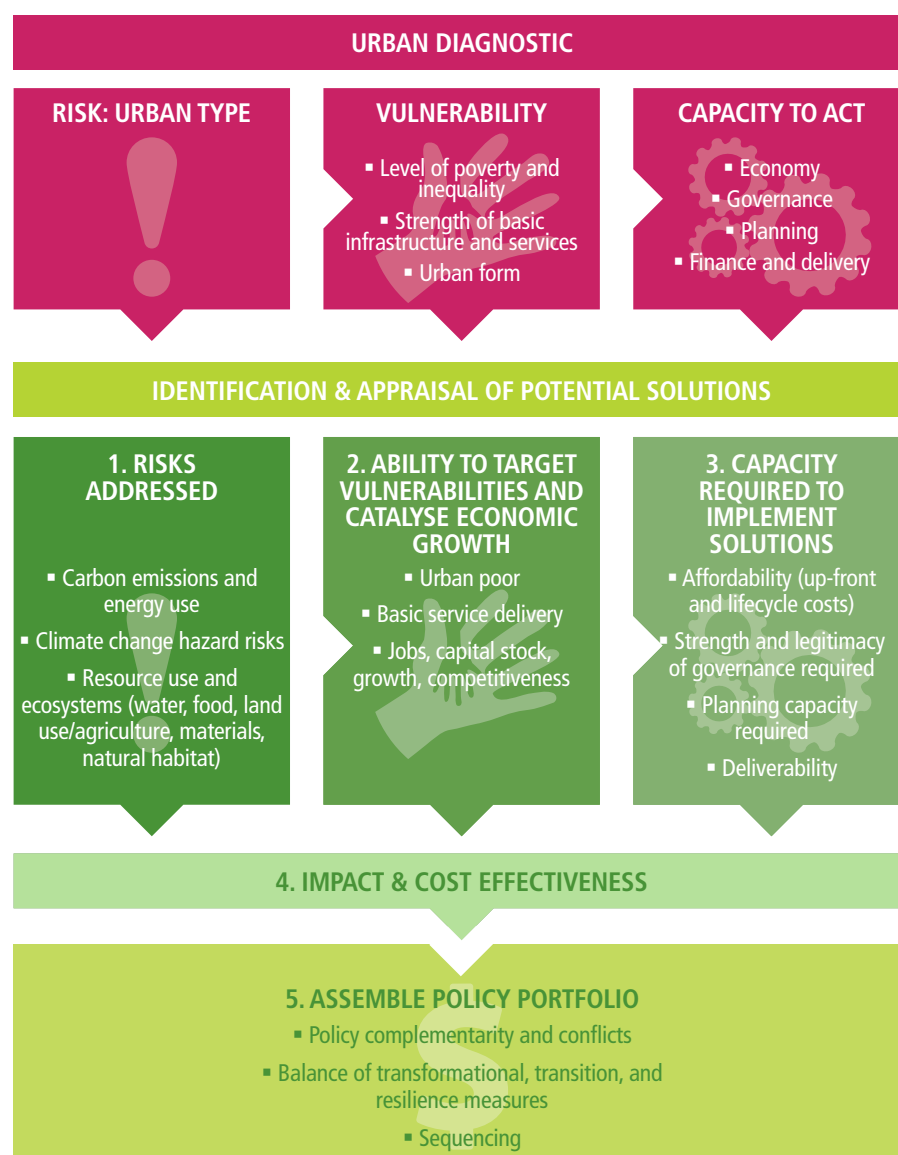 URBAN DIAGNOSTIC
RISK: URBAN TYPE
VULNERABILITY
▪ Level of poverty and
inequality
▪ Strength of basic
infrastructure and services
▪ Urban form
CAPACITY TO ACT
▪ Economy
▪ Governance
▪ Planning
▪ Finance and delivery
IDENTIFICATION & APPRAISAL OF POTENTIAL SOLUTIONS
1. RISKS
ADDRESSED
▪ Carbon emissions and
energy use
▪ Climate change hazard risks
▪ Resource use and
ecosystems (water, food, land
use/agriculture, materials,
natural habitat)
2. ABILITY TO TARGET
VULNERABILITIES AND
CATALYSE ECONOMIC
GROWTH
▪ Urban poor
▪ Basic service delivery
▪ Jobs, capital stock,
growth, competitiveness
3. CAPACITY
REQUIRED TO
IMPLEMENT
SOLUTIONS
▪ Affordability (up-front
and lifecycle costs)
▪ Strength and legitimacy
of governance required
▪ Planning capacity
required
▪ Deliverability
4. IMPACT & COST EFFECTIVENESS
5. ASSEMBLE POLICY PORTFOLIO
▪ Policy complementarity and conflicts
▪ Balance of transformational, transition, and
resilience measures
▪ Sequencing